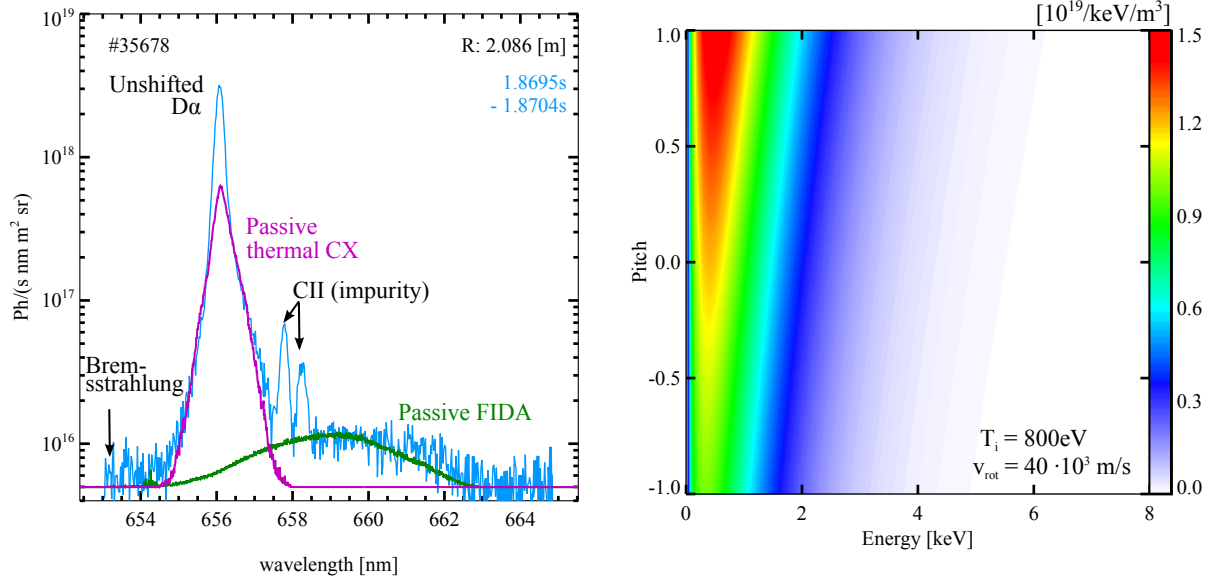 #35678
R: 2.086 [m]
1.8695s
- 1.8704s
Unshifted
Dα
Passive
thermal CX
CII (impurity)
Brem-
sstrahlung
Passive FIDA
10^19
10^18
10^17
10^16
Ph/(s nm m² sr)
654 656 658 660 662 664
wavelength [nm]
[10^19/keV/m^3]
1.0
0.5
0.0
-0.5
-1.0
Pitch
T_i = 800eV
v_rot = 40 ·10^3 m/s
0 2 4 6 8
Energy [keV]
1.5
1.2
0.9
0.6
0.3
0.0